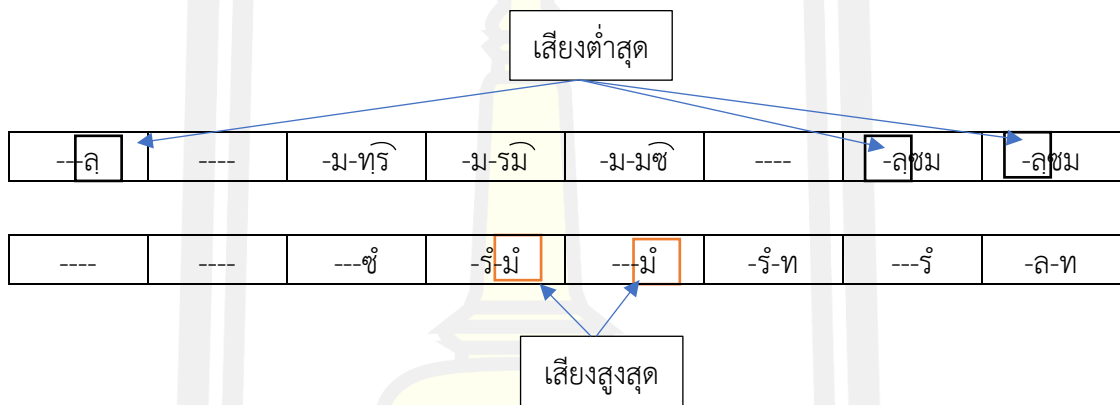 เสียงต่ำสุด
---ลฺ ---- -ม-ทฺร -ม-รม -ม-มซ ---- -ลฺซม -ลฺซม
---- ---- ---ซํ -รํ-มํ ---มํ -รํ-ท ---รํ -ล-ท
เสียงสูงสุด